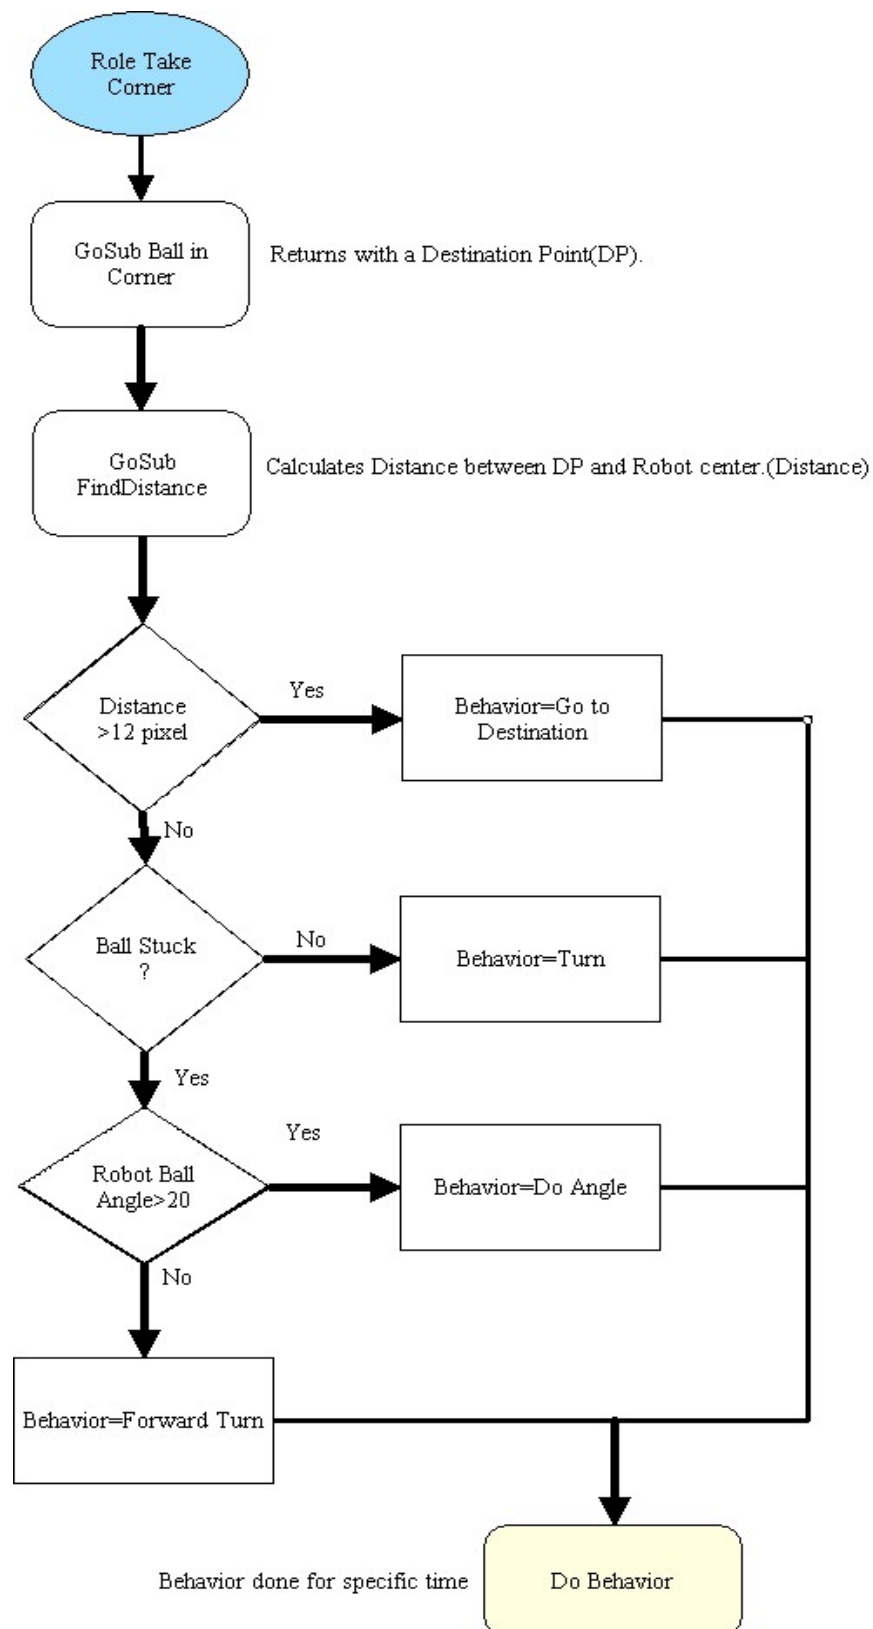 Role Take
Corner
GoSub Ball in
Corner
Returns with a Destination Point(DP).
GoSub
FindDistance
Calculates Distance between DP and Robot center.(Distance)
Distance
>12 pixel
Yes
Behavior=Go to
Destination
No
Ball Stuck
?
No
Behavior=Turn
Yes
Robot Ball
Angle>20
Yes
Behavior=Do Angle
No
Behavior=Forward Turn
Behavior done for specific time
Do Behavior